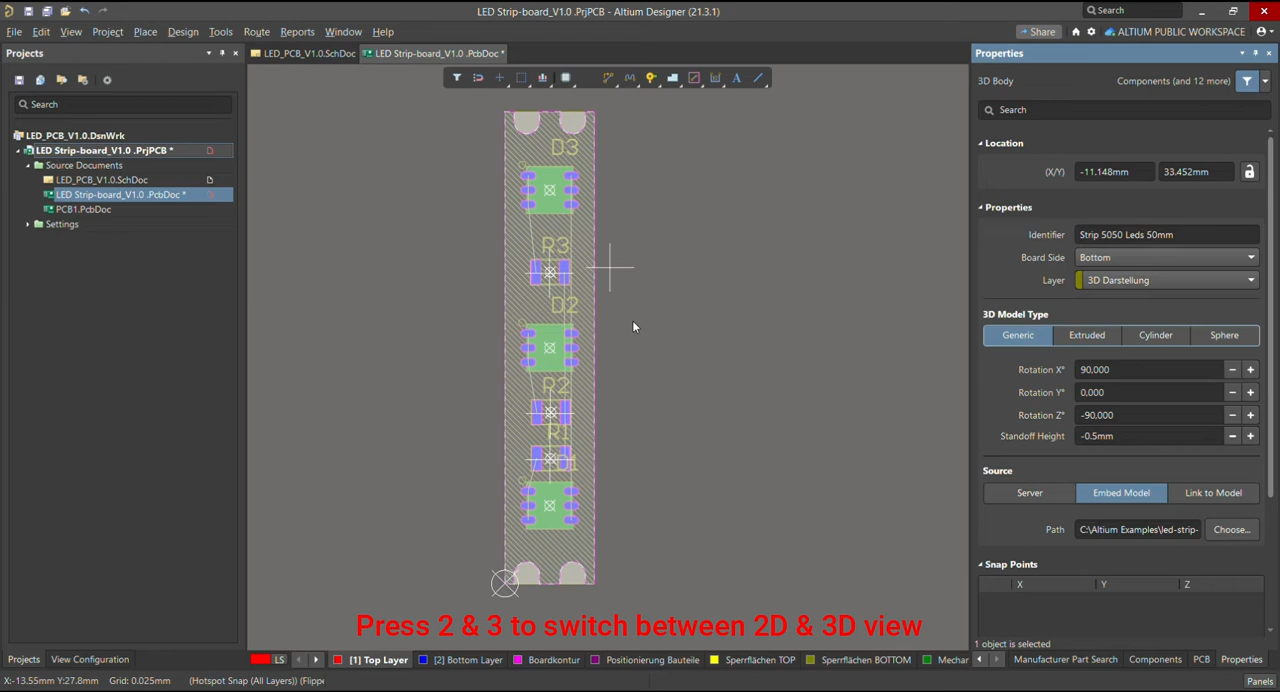 LED Strip-board_V1.0 .PrjPCB - Altium Designer (21.3.1)
Search
File Edit View Project Place Design Tools Route Reports Window Help
Share
ALTIUM PUBLIC WORKSPACE
Projects
LED_PCB_V1.0.SchDoc
LED Strip-board_V1.0 .PcbDoc *
Search
LED_PCB_V1.0.DsnWrk
LED Strip-board_V1.0 .PrjPCB *
Source Documents
LED_PCB_V1.0.SchDoc
LED Strip-board_V1.0 .PcbDoc *
PCB1.PcbDoc
Settings
D3
R3
D2
R2
R1
D1
Press 2 & 3 to switch between 2D & 3D view
Properties
3D Body
Components (and 12 more)
Search
Location
(X/Y) -11.148mm 33.452mm
Properties
Identifier Strip 5050 Leds 50mm
Board Side Bottom
Layer 3D Darstellung
3D Model Type
Generic Extruded Cylinder Sphere
Rotation X° 90,000
Rotation Y° 0,000
Rotation Z° -90,000
Standoff Height -0.5mm
Source
Server Embed Model Link to Model
Path C:\Altium Examples\led-strip- Choose...
Snap Points
X Y Z
1 object is selected
Projects View Configuration
LS [1] Top Layer [2] Bottom Layer Boardkontur Positionierung Bauteile Sperrflächen TOP Sperrflächen BOTTOM Mechar
Manufacturer Part Search Components PCB Properties
X:-13.55mm Y:27.8mm Grid: 0.025mm (Hotspot Snap (All Layers)) (Flippe
Panels